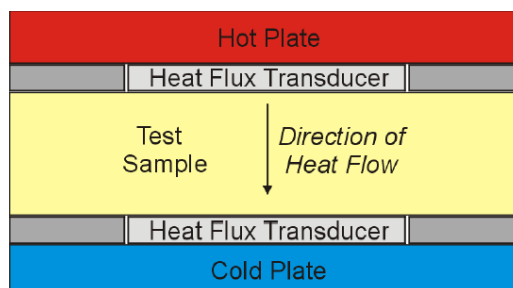 Hot Plate
Heat Flux Transducer
Test
Sample
Direction of
Heat Flow
Heat Flux Transducer
Cold Plate